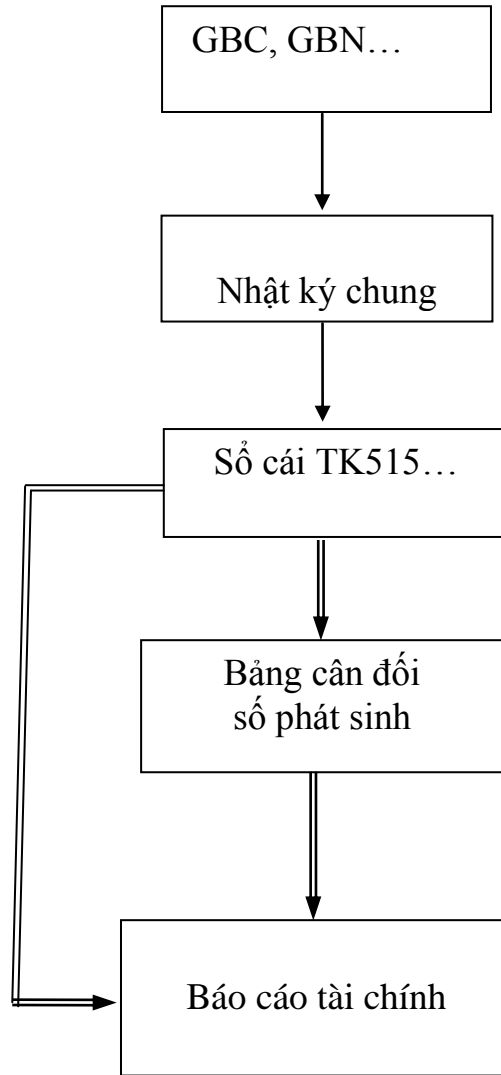 GBC, GBN…
Nhật ký chung
Sổ cái TK515…
Bảng cân đối
số phát sinh
Báo cáo tài chính